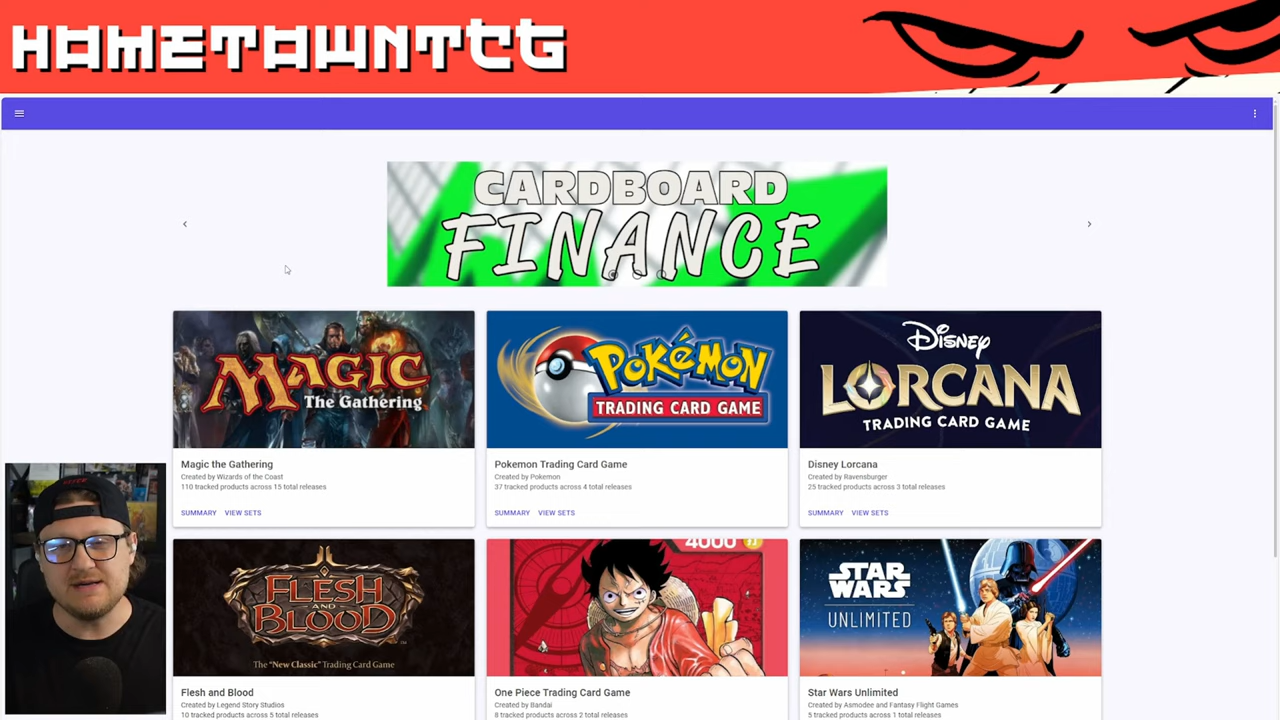 HOMETOWNTCG
CARDBOARD
FINANCE
MAGIC
The Gathering
Magic the Gathering
Created by Wizards of the Coast
110 tracked products across 15 total releases
SUMMARY VIEW SETS
POKéMON
TRADING CARD GAME
Pokemon Trading Card Game
Created by Pokemon
37 tracked products across 4 total releases
SUMMARY VIEW SETS
Disney
LORCANA
TRADING CARD GAME
Disney Lorcana
Created by Ravensburger
25 tracked products across 3 total releases
SUMMARY VIEW SETS
FLESH
AND
BLOOD
The "New Classic" Trading Card Game
Flesh and Blood
Created by Legend Story Studios
10 tracked products across 5 total releases
4000
One Piece Trading Card Game
Created by Bandai
8 tracked products across 2 total releases
STAR
WARS
UNLIMITED
Star Wars Unlimited
Created by Asmodee and Fantasy Flight Games
5 tracked products across 1 total releases